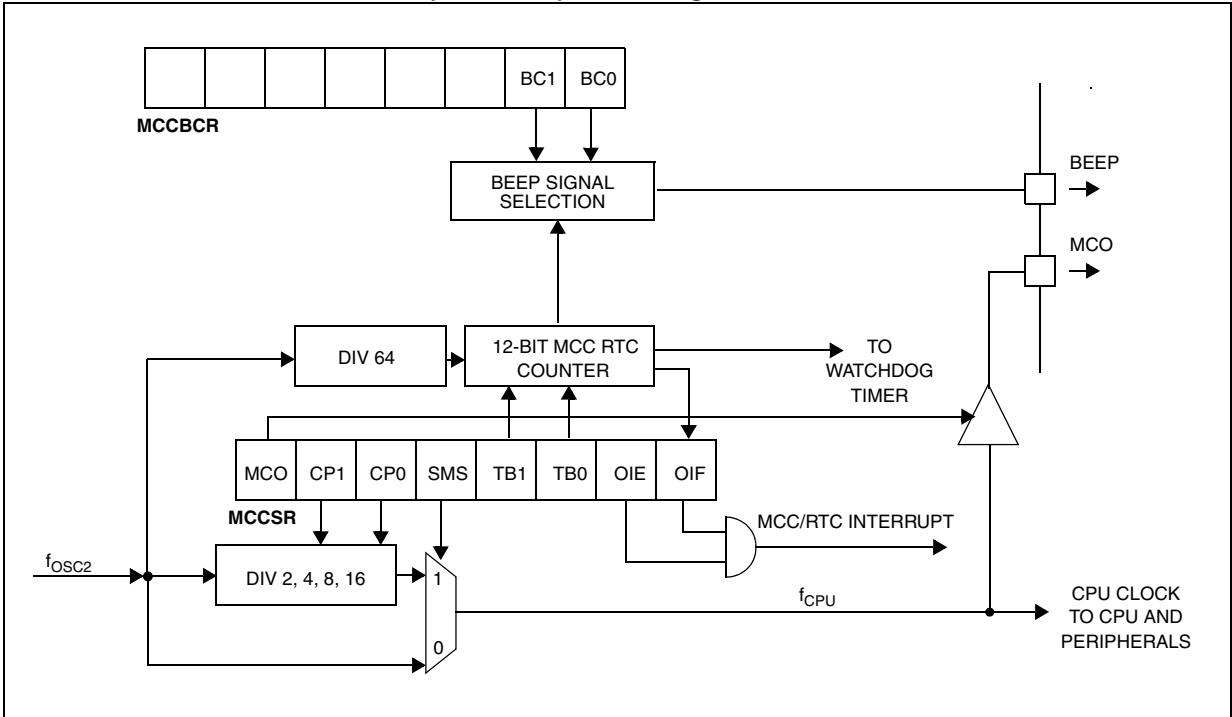 BC1 BC0
MCCBCR
BEEP SIGNAL
SELECTION
BEEP
MCO
DIV 64
12-BIT MCC RTC
COUNTER
TO
WATCHDOG
TIMER
MCO CP1 CP0 SMS TB1 TB0 OIE OIF
MCCSR
MCC/RTC INTERRUPT
fOSC2
DIV 2, 4, 8, 16
1
0
fCPU
CPU CLOCK
TO CPU AND
PERIPHERALS